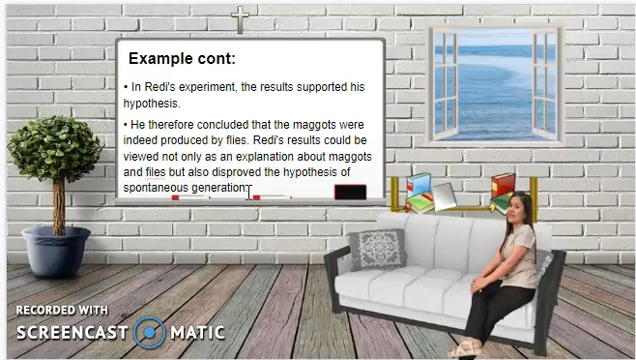 Example cont:
• In Redi's experiment, the results supported his
hypothesis.
• He therefore concluded that the maggots were
indeed produced by flies. Redi's results could be
viewed not only as an explanation about maggots
and files but also disproved the hypothesis of
spontaneous generation.
RECORDED WITH
SCREENCAST MATIC